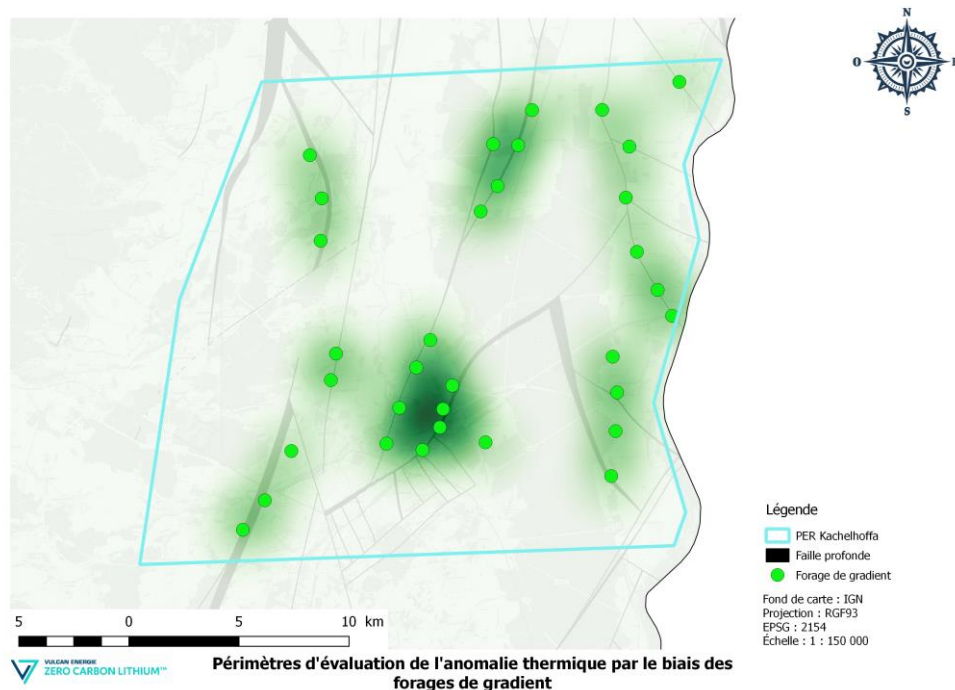 N
O
E
S
Légende
PER Kachelhoffa
Faille profonde
Forage de gradient
Fond de carte : IGN
Projection : RGF93
EPSG : 2154
Échelle : 1 : 150 000
5 0 5 10 km
VULCAN ENERGIE
ZERO CARBON LITHIUM™
Périmètres d'évaluation de l'anomalie thermique par le biais des
forages de gradient